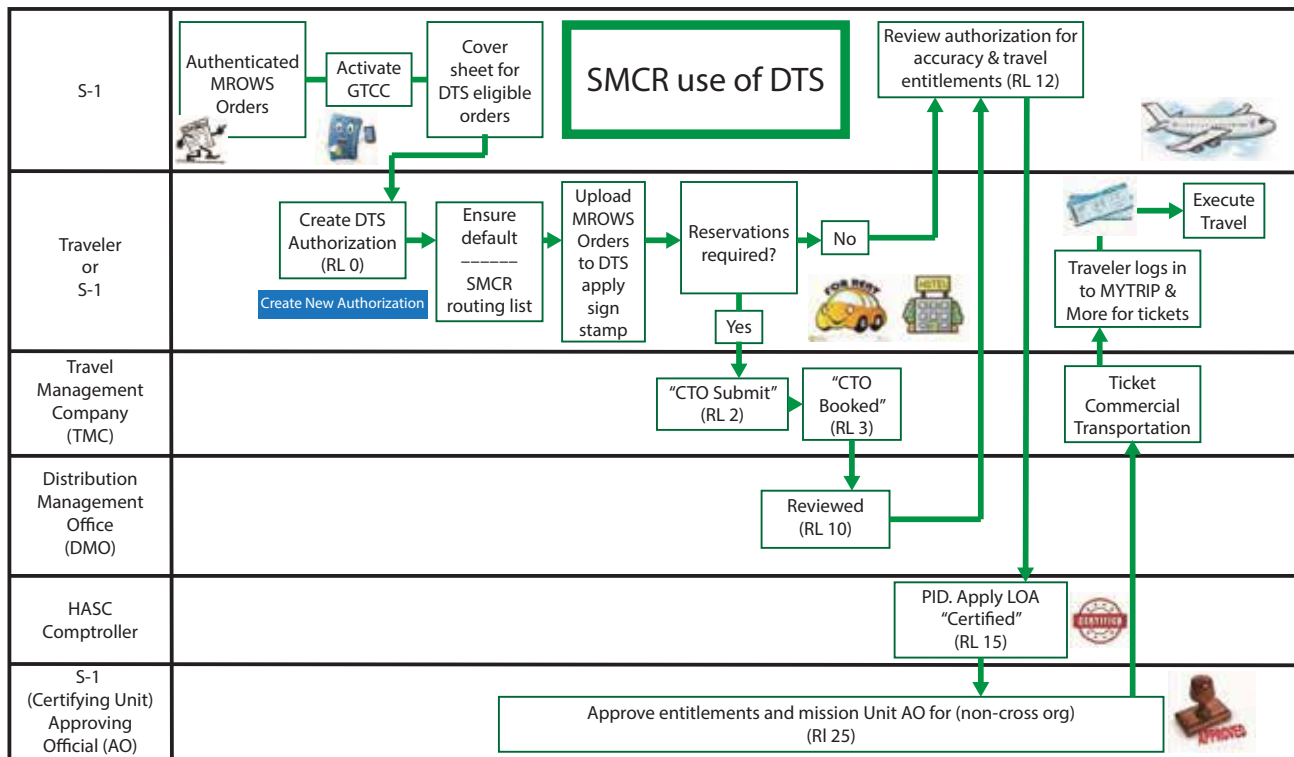 S-1
Authenticated
MROWS
Orders
Activate
GTCC
Cover
sheet for
DTS eligible
orders
SMCR use of DTS
Review authorization for
accuracy & travel
entitlements (RL 12)
Traveler
or
S-1
Create DTS
Authorization
(RL 0)
Create New Authorization
Ensure
default
––––––
SMCR
routing list
Upload
MROWS
Orders
to DTS
apply
sign
stamp
Reservations
required?
No
Yes
FOR RENT
HOTEL
Traveler logs in
to MYTRIP &
More for tickets
Execute
Travel
Travel
Management
Company
(TMC)
“CTO Submit”
(RL 2)
“CTO
Booked”
(RL 3)
Ticket
Commercial
Transportation
Distribution
Management
Office
(DMO)
Reviewed
(RL 10)
HASC
Comptroller
PID. Apply LOA
“Certified”
(RL 15)
CERTIFIED
S-1
(Certifying Unit)
Approving
Official (AO)
Approve entitlements and mission Unit AO for (non-cross org)
(Rl 25)
APPROVED